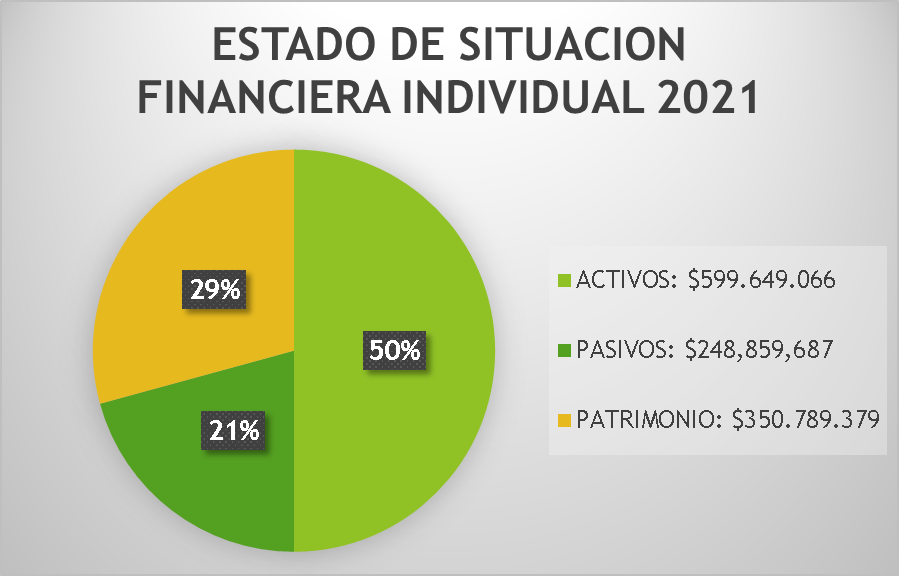 ESTADO DE SITUACION
FINANCIERA INDIVIDUAL 2021
29%
50%
21%
ACTIVOS: $599.649.066
PASIVOS: $248,859,687
PATRIMONIO: $350.789.379